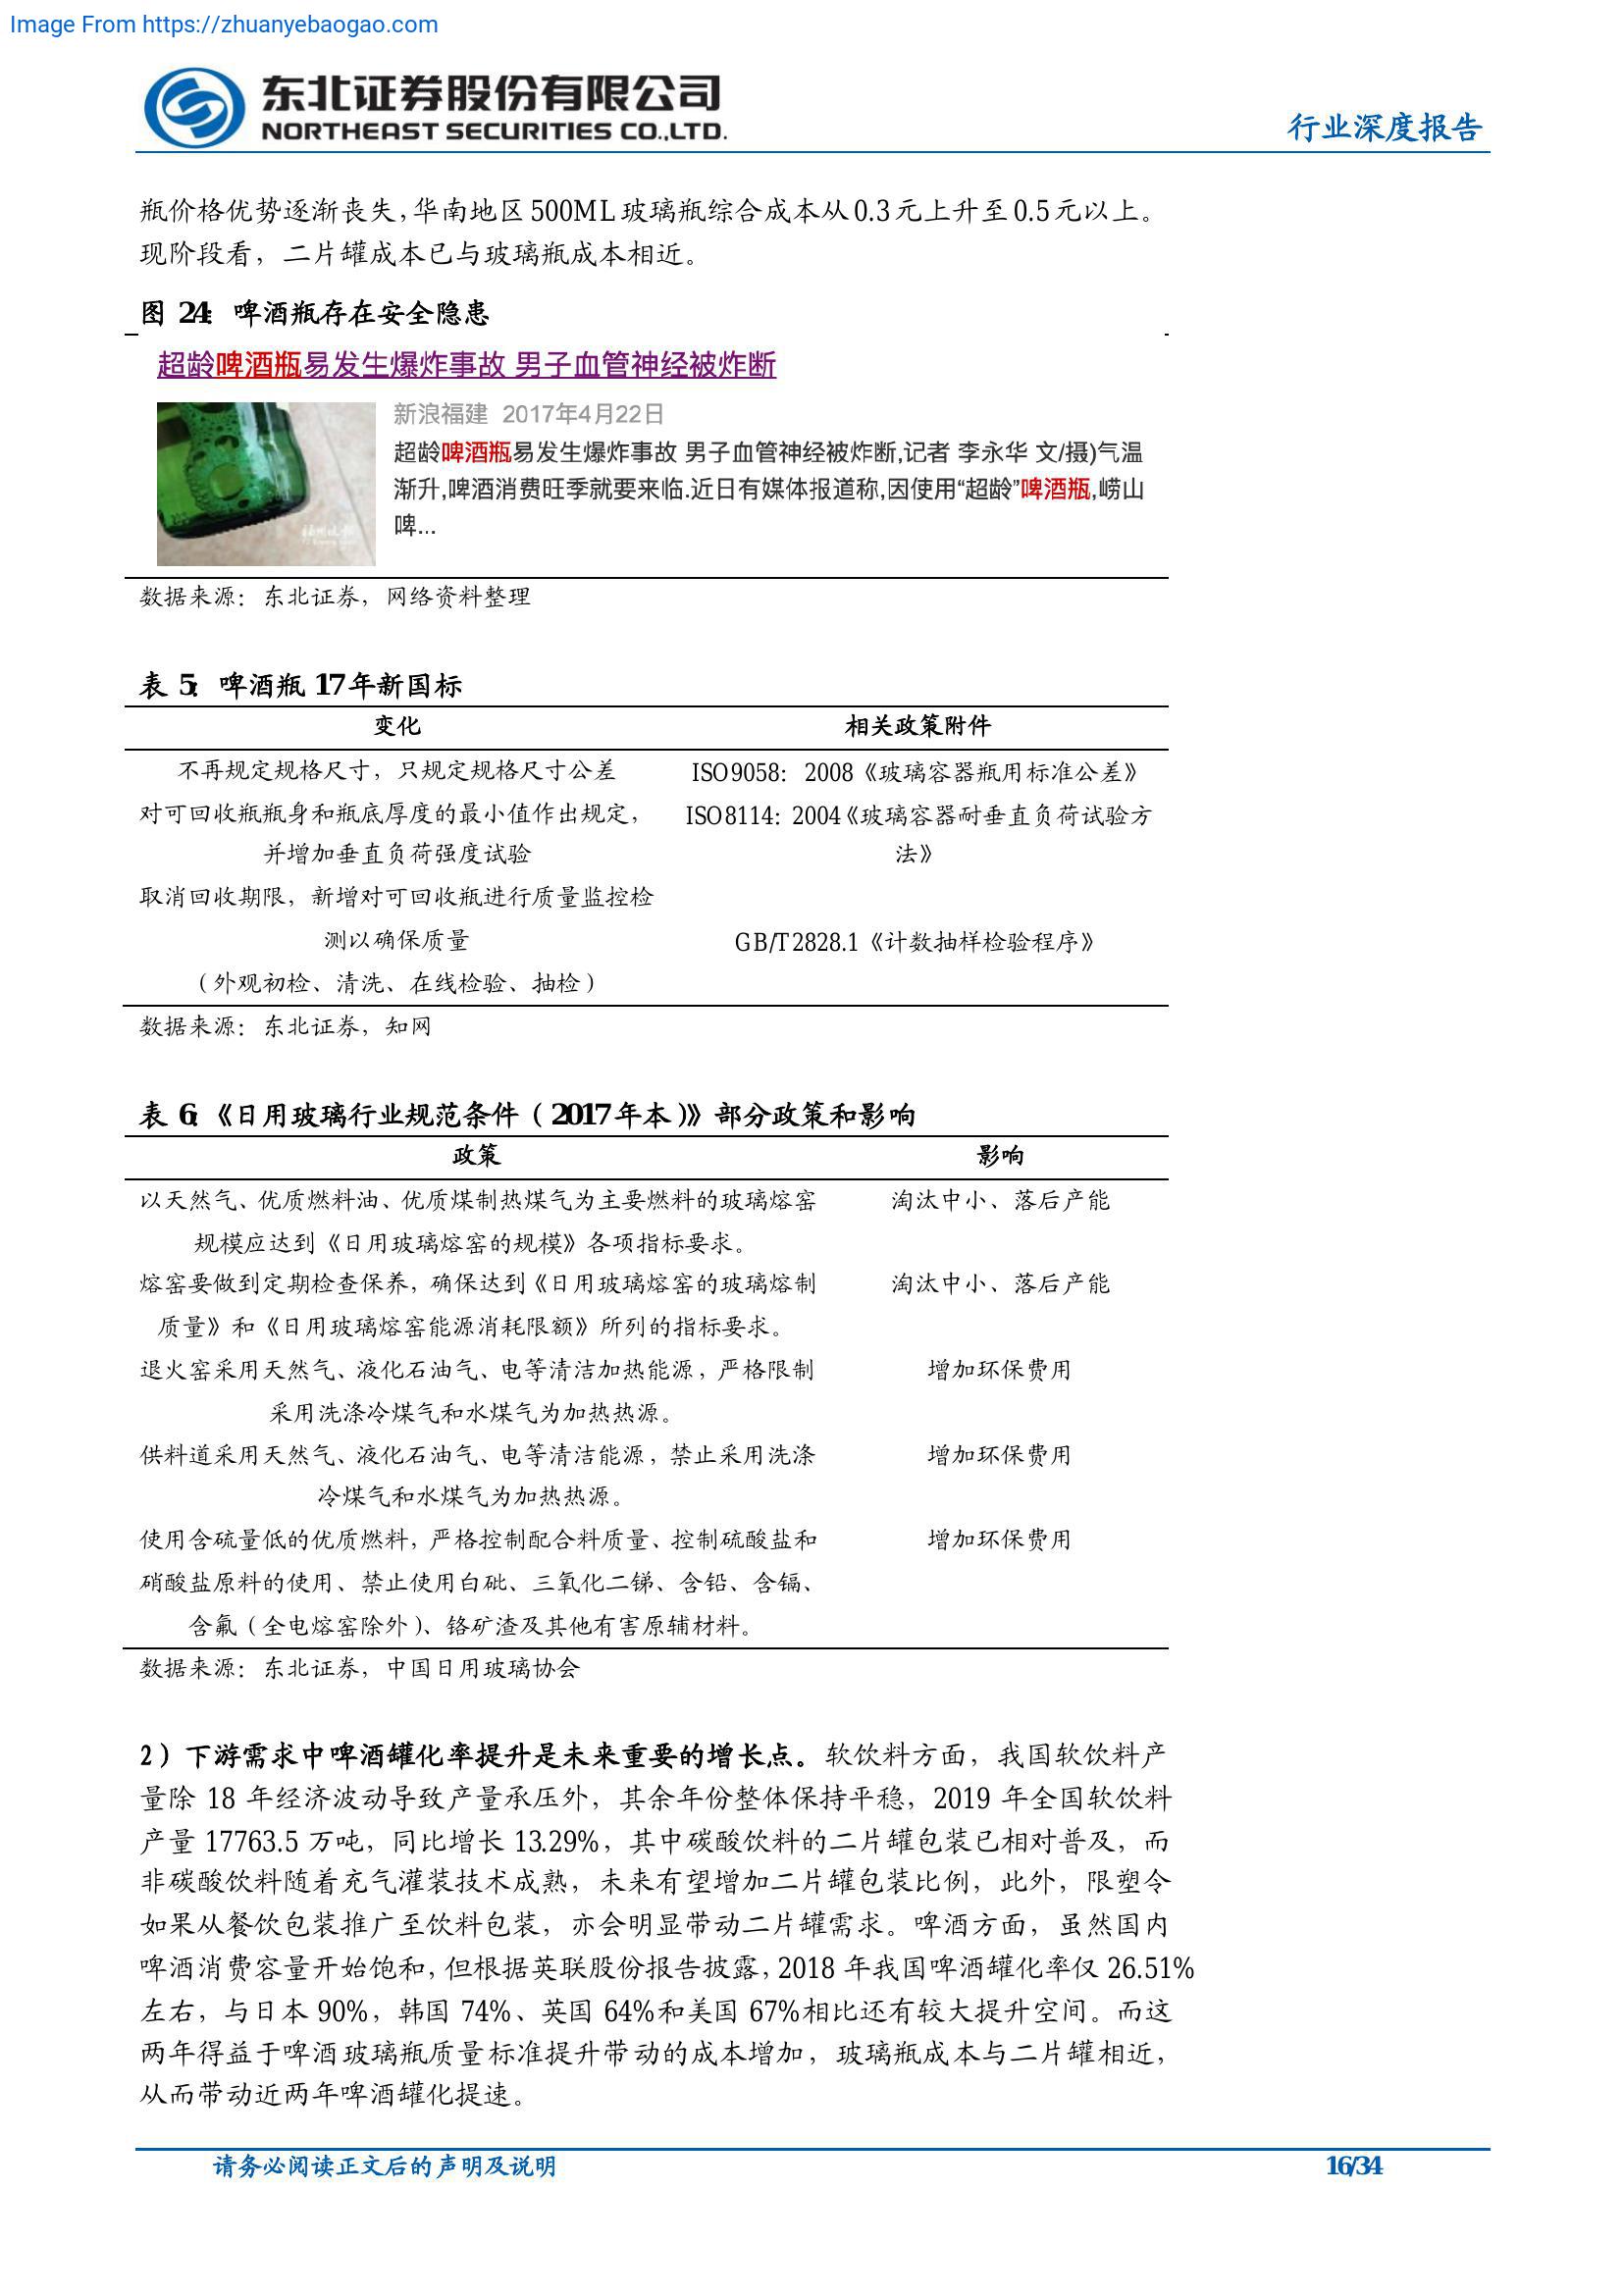 Image From https://zhuanyebaogao.com
东北证券股份有限公司
NORTHEAST SECURITIES CO.,LTD.
行业深度报告
瓶价格优势逐渐丧失，华南地区 500ML 玻璃瓶综合成本从 0.3 元上升至 0.5 元以上。
现阶段看，二片罐成本已与玻璃瓶成本相近。
图 24：啤酒瓶存在安全隐患
超龄啤酒瓶易发生爆炸事故 男子血管神经被炸断
新浪福建 2017年4月22日
超龄啤酒瓶易发生爆炸事故 男子血管神经被炸断,记者 李永华 文/摄)气温
渐升,啤酒消费旺季就要来临.近日有媒体报道称,因使用“超龄”啤酒瓶,崂山
啤...
数据来源：东北证券，网络资料整理
表 5：啤酒瓶 17 年新国标
变化 相关政策附件
不再规定规格尺寸，只规定规格尺寸公差 ISO9058：2008《玻璃容器瓶用标准公差》
对可回收瓶瓶身和瓶底厚度的最小值作出规定， ISO8114：2004《玻璃容器耐垂直负荷试验方
并增加垂直负荷强度试验 法》
取消回收期限，新增对可回收瓶进行质量监控检
测以确保质量 GB/T2828.1《计数抽样检验程序》
（外观初检、清洗、在线检验、抽检）
数据来源：东北证券，知网
表 6：《日用玻璃行业规范条件（2017 年本）》部分政策和影响
政策 影响
以天然气、优质燃料油、优质煤制热煤气为主要燃料的玻璃熔窑 淘汰中小、落后产能
规模应达到《日用玻璃熔窑的规模》各项指标要求。
熔窑要做到定期检查保养，确保达到《日用玻璃熔窑的玻璃熔制 淘汰中小、落后产能
质量》和《日用玻璃熔窑能源消耗限额》所列的指标要求。
退火窑采用天然气、液化石油气、电等清洁加热能源，严格限制 增加环保费用
采用洗涤冷煤气和水煤气为加热热源。
供料道采用天然气、液化石油气、电等清洁能源，禁止采用洗涤 增加环保费用
冷煤气和水煤气为加热热源。
使用含硫量低的优质燃料，严格控制配合料质量、控制硫酸盐和 增加环保费用
硝酸盐原料的使用、禁止使用白砒、三氧化二锑、含铅、含镉、
含氟（全电熔窑除外）、铬矿渣及其他有害原辅材料。
数据来源：东北证券，中国日用玻璃协会
2）下游需求中啤酒罐化率提升是未来重要的增长点。软饮料方面，我国软饮料产
量除 18 年经济波动导致产量承压外，其余年份整体保持平稳，2019 年全国软饮料
产量 17763.5 万吨，同比增长 13.29%，其中碳酸饮料的二片罐包装已相对普及，而
非碳酸饮料随着充气灌装技术成熟，未来有望增加二片罐包装比例，此外，限塑令
如果从餐饮包装推广至饮料包装，亦会明显带动二片罐需求。啤酒方面，虽然国内
啤酒消费容量开始饱和，但根据英联股份报告披露，2018 年我国啤酒罐化率仅 26.51%
左右，与日本 90%，韩国 74%、英国 64%和美国 67%相比还有较大提升空间。而这
两年得益于啤酒玻璃瓶质量标准提升带动的成本增加，玻璃瓶成本与二片罐相近，
从而带动近两年啤酒罐化提速。
请务必阅读正文后的声明及说明
16/34